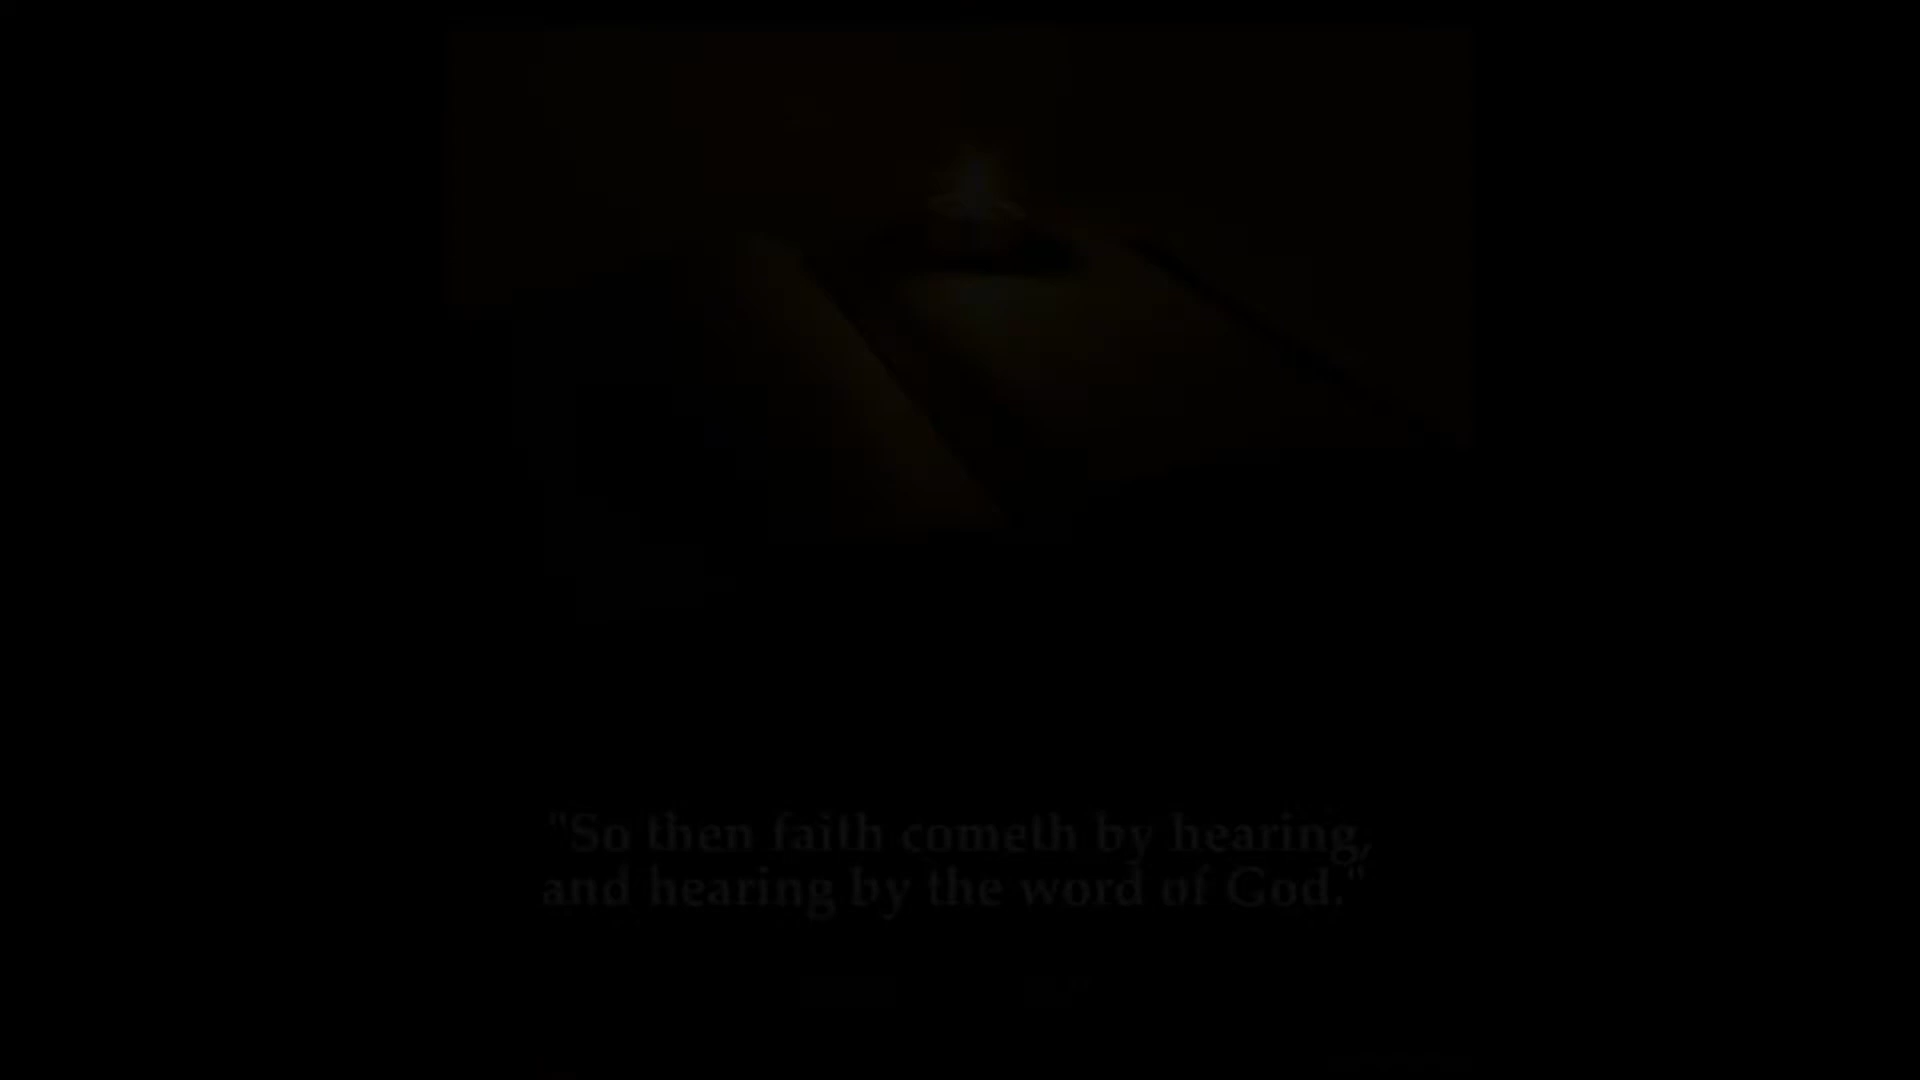 "So then faith cometh by hearing,
and hearing by the word of God."